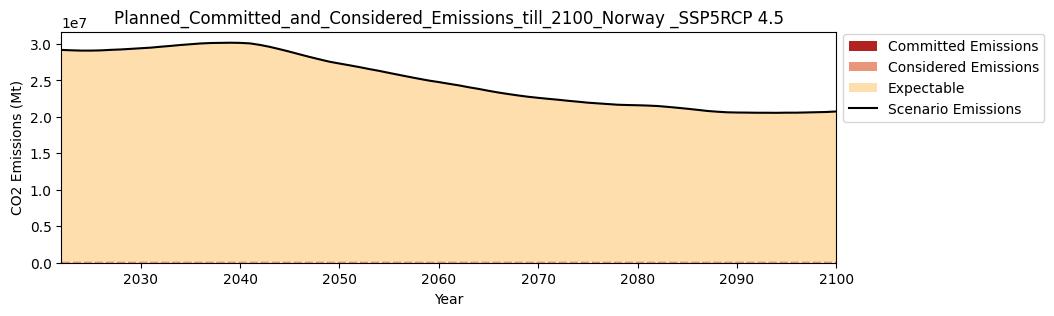 Planned_Committed_and_Considered_Emissions_till_2100_Norway _SSP5RCP 4.5
1e7
3.0
2.5
2.0
1.5
1.0
0.5
0.0
CO2 Emissions (Mt)
2030 2040 2050 2060 2070 2080 2090 2100
Year
Committed Emissions
Considered Emissions
Expectable
Scenario Emissions